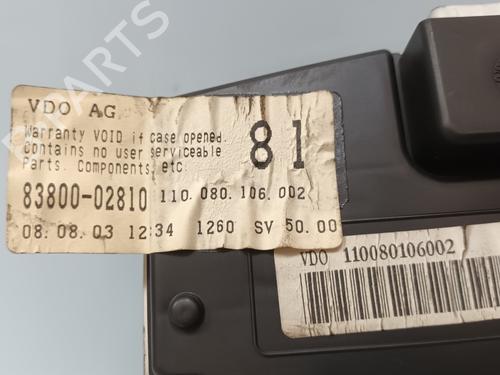 VDO AG
Warranty VOID if case opened.
Contains no user serviceable
Parts, Components, etc.
81
83800-02810 110.080.106.002
08.08.03 12:34 1260 SV 50.00
VDO 110080106002
B PARTS